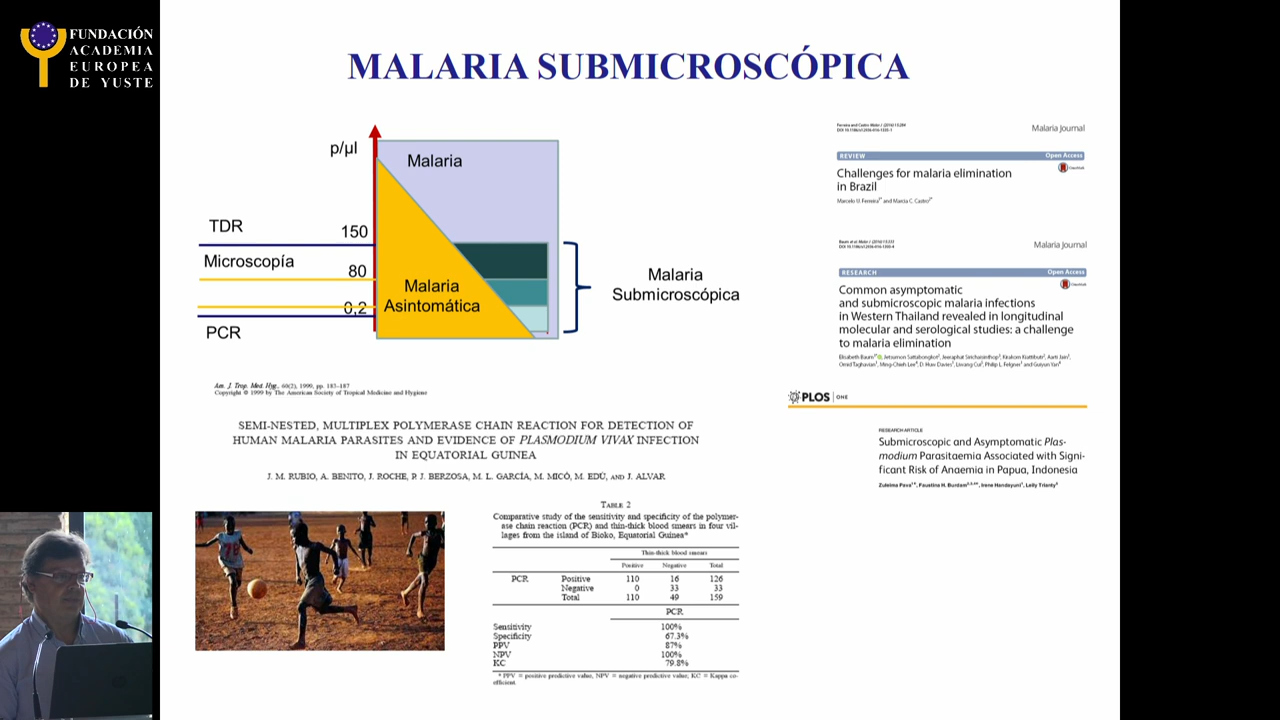 FUNDACIÓN
ACADEMIA
EUROPEA
DE YUSTE
MALARIA SUBMICROSCÓPICA
p/µl
Malaria
TDR
150
Microscopía
80
0,2
PCR
Malaria
Asintomática
Malaria
Submicroscópica
Am. J. Trop. Med. Hyg., 60(2), 1999, pp. 183–187
Copyright © 1999 by The American Society of Tropical Medicine and Hygiene
SEMI-NESTED, MULTIPLEX POLYMERASE CHAIN REACTION FOR DETECTION OF
HUMAN MALARIA PARASITES AND EVIDENCE OF PLASMODIUM VIVAX INFECTION
IN EQUATORIAL GUINEA
J. M. RUBIO, A. BENITO, J. ROCHE, P. J. BERZOSA, M. L. GARCÍA, M. MICÓ, M. EDÚ, AND J. ALVAR
TABLE 2
Comparative study of the sensitivity and specificity of the polymer-
ase chain reaction (PCR) and thin-thick blood smears in four vil-
lages from the island of Bioko, Equatorial Guinea*
Thin-thick blood smears
Positive Negative Total
PCR Positive 110 16 126
Negative 0 33 33
Total 110 49 159
PCR
Sensitivity 100%
Specificity 67.3%
PPV 87%
NPV 100%
KC 79.8%
* PPV = positive predictive value, NPV = negative predictive value; KC = Kappa co-
efficient.
Malaria Journal
REVIEW Open Access
Challenges for malaria elimination
in Brazil
Marcelo U. Ferreira and Marcia C. Castro
Malaria Journal
RESEARCH Open Access
Common asymptomatic
and submicroscopic malaria infections
in Western Thailand revealed in longitudinal
molecular and serological studies: a challenge
to malaria elimination
PLOS ONE
RESEARCH ARTICLE
Submicroscopic and Asymptomatic Plas-
modium Parasitaemia Associated with Signi-
ficant Risk of Anaemia in Papua, Indonesia
Zuleima Pava, Faustina H. Burdam, Irene Handayuni, Leily Trianty